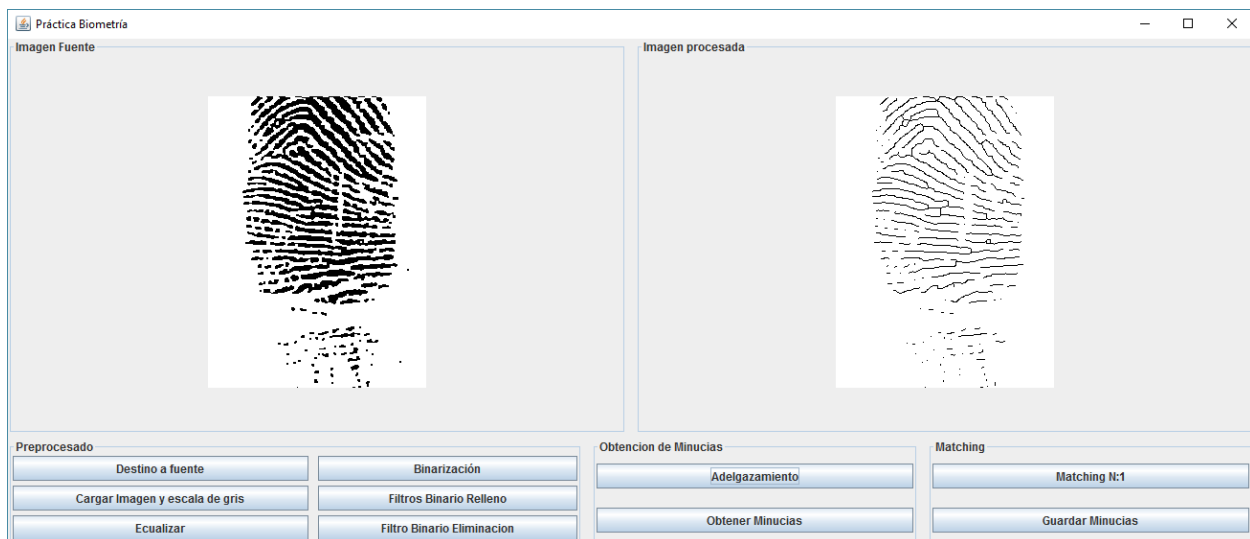 Práctica Biometría
Imagen Fuente
Imagen procesada
Preprocesado
Destino a fuente
Binarización
Cargar Imagen y escala de gris
Filtros Binario Relleno
Ecualizar
Filtro Binario Eliminacion
Obtencion de Minucias
Adelgazamiento
Obtener Minucias
Matching
Matching N:1
Guardar Minucias